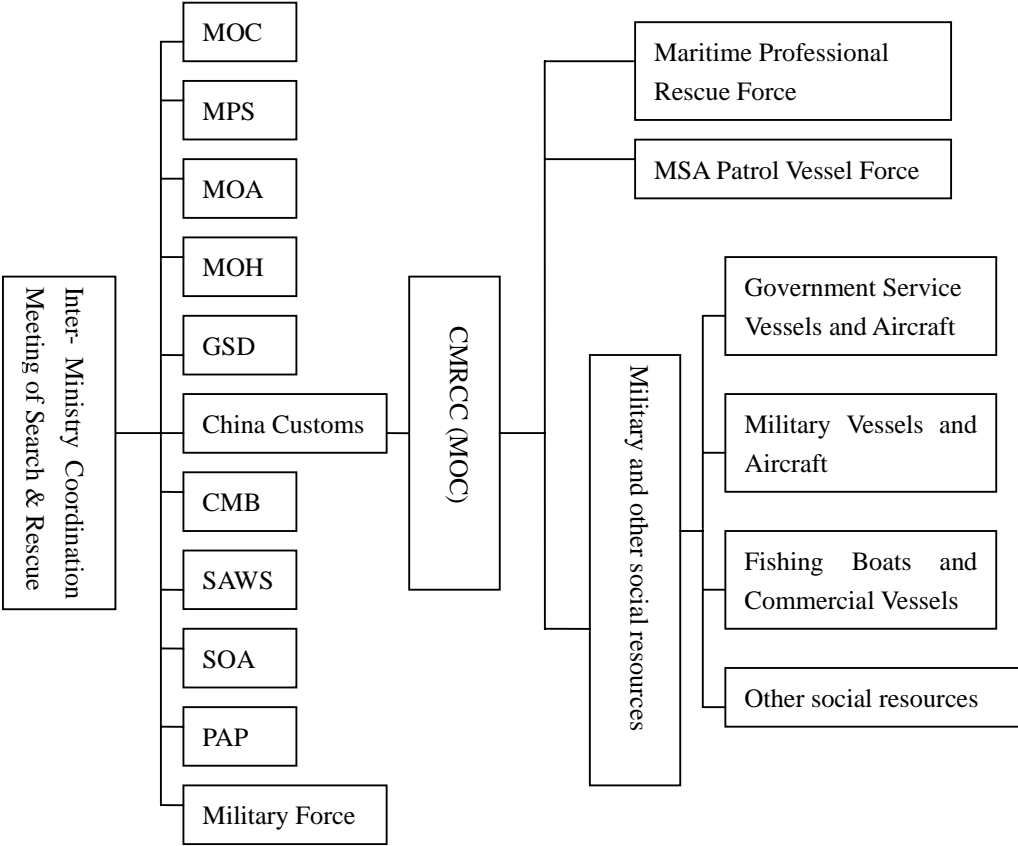 Inter- Ministry Coordination
Meeting of Search & Rescue
MOC
MPS
MOA
MOH
GSD
China Customs
CMB
SAWS
SOA
PAP
Military Force
CMRCC (MOC)
Maritime Professional
Rescue Force
MSA Patrol Vessel Force
Military and other social resources
Government Service
Vessels and Aircraft
Military Vessels and
Aircraft
Fishing Boats and
Commercial Vessels
Other social resources